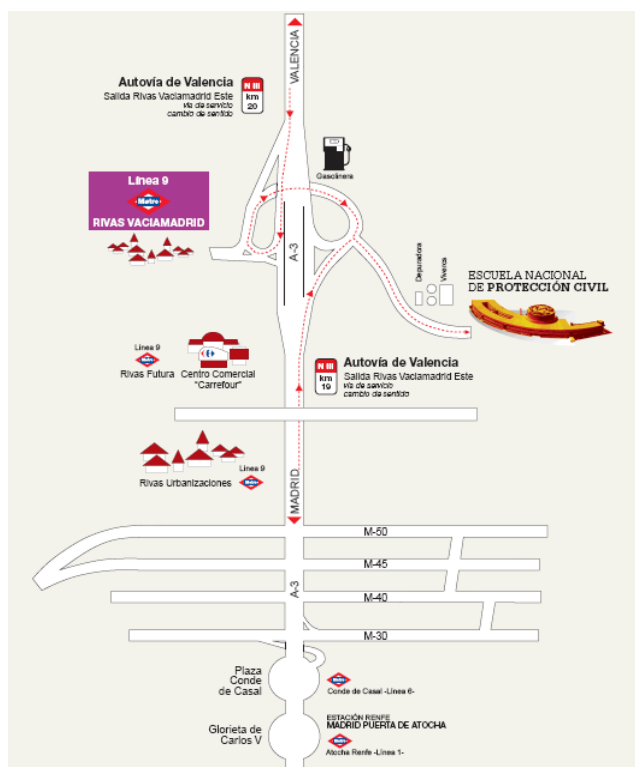 VALENCIA
Autovía de Valencia
Salida Rivas Vaciamadrid Este
vía de servicio
cambio de sentido
N III
km
20
Gasolinera
Línea 9
Metro
RIVAS VACIAMADRID
A-3
Depuradora
Viveros
ESCUELA NACIONAL
DE PROTECCIÓN CIVIL
Línea 9
Metro
Rivas Futura
Centro Comercial
"Carrefour"
N III
km
19
Autovía de Valencia
Salida Rivas Vaciamadrid Este
vía de servicio
cambio de sentido
Rivas Urbanizaciones
Línea 9
Metro
MADRID
M-50
M-45
A-3
M-40
M-30
Plaza
Conde
de Casal
Metro
Conde de Casal -Línea 6-
Glorieta de
Carlos V
ESTACIÓN RENFE
MADRID PUERTA DE ATOCHA
Metro
Atocha Renfe -Línea 1-